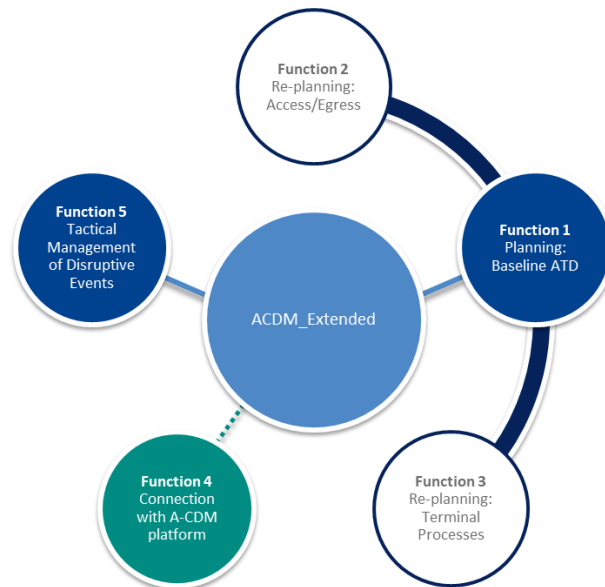 Function 2
Re-planning:
Access/Egress
Function 5
Tactical
Management
of Disruptive
Events
Function 1
Planning:
Baseline ATD
ACDM_Extended
Function 4
Connection
with A-CDM
platform
Function 3
Re-planning:
Terminal
Processes